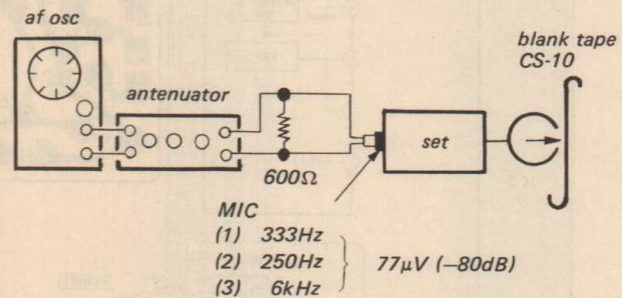 af osc
antenuator
blank tape
CS-10
set
600Ω
MIC
(1) 333Hz
(2) 250Hz
(3) 6kHz
77μV (−80dB)